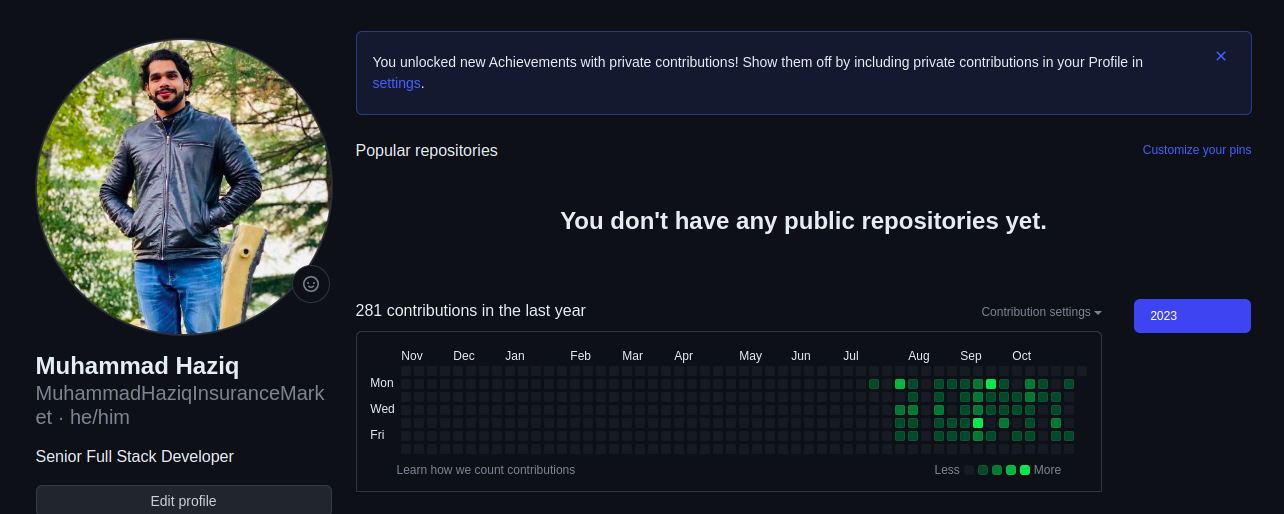 You unlocked new Achievements with private contributions! Show them off by including private contributions in your Profile in
settings.
Popular repositories
Customize your pins
You don't have any public repositories yet.
281 contributions in the last year
Contribution settings
2023
Nov Dec Jan Feb Mar Apr May Jun Jul Aug Sep Oct
Mon
Wed
Fri
Learn how we count contributions
Less More
Muhammad Haziq
MuhammadHaziqInsuranceMark
et · he/him
Senior Full Stack Developer
Edit profile